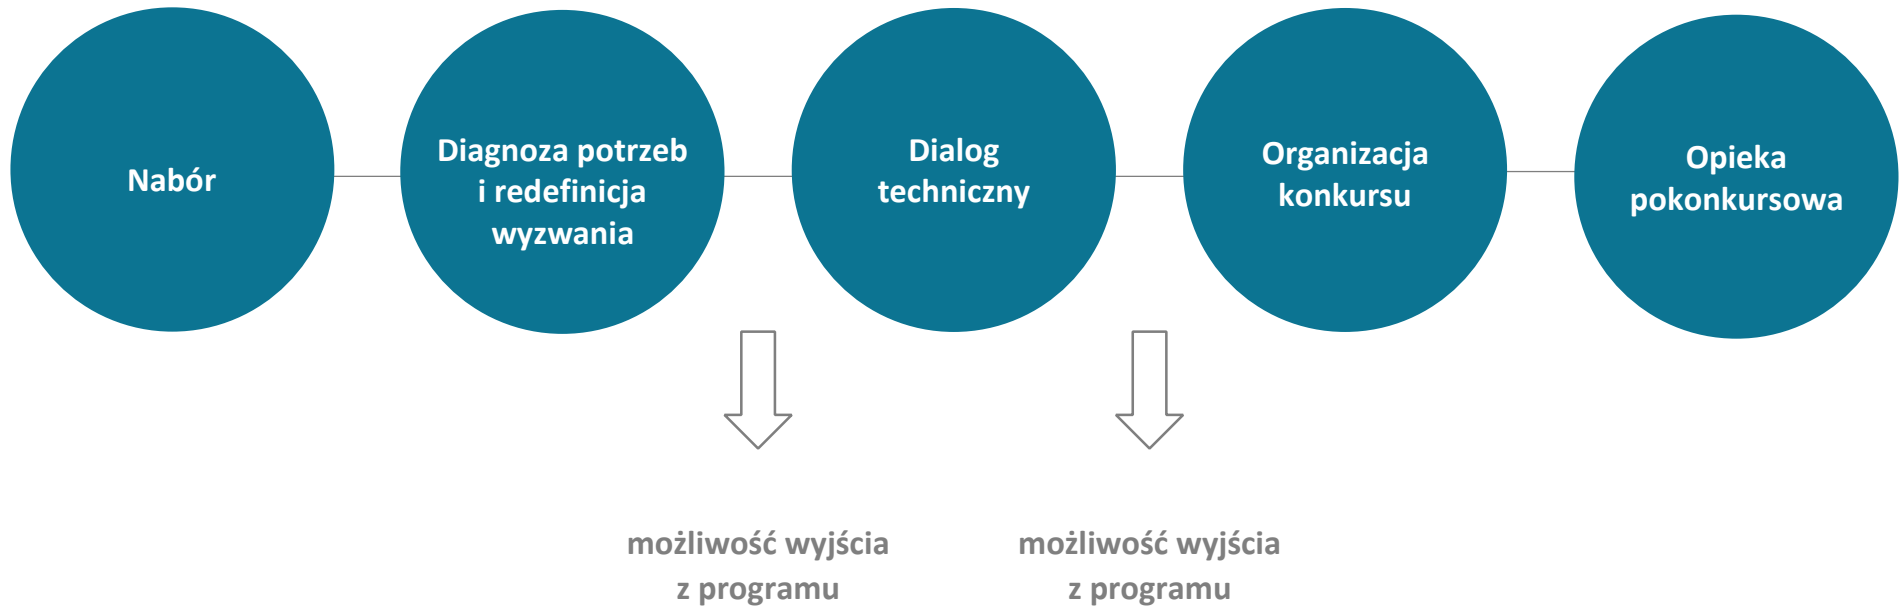 Nabór
Diagnoza potrzeb
i redefinicja
wyzwania
Dialog
techniczny
Organizacja
konkursu
Opieka
pokonkursowa
możliwość wyjścia
z programu
możliwość wyjścia
z programu